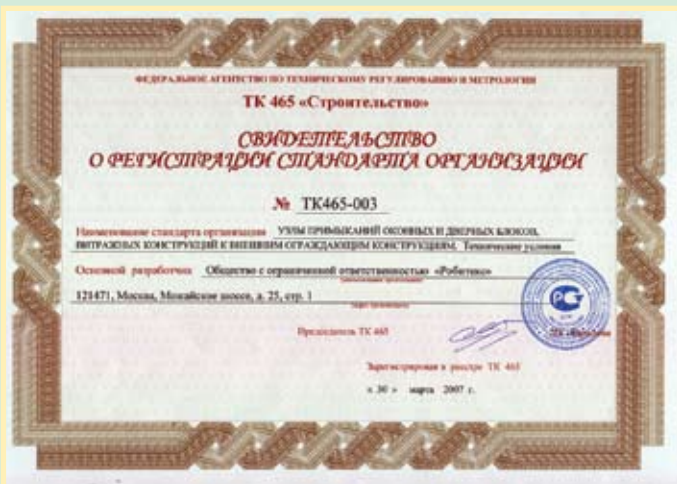 ФЕДЕРАЛЬНОЕ АГЕНТСТВО ПО ТЕХНИЧЕСКОМУ РЕГУЛИРОВАНИЮ И МЕТРОЛОГИИ
ТК 465 «Строительство»
СВИДЕТЕЛЬСТВО
О РЕГИСТРАЦИИ СТАНДАРТА ОРГАНИЗАЦИИ
№ ТК465-003
Наименование стандарта организации УЗЛЫ ПРИМЫКАНИЙ ОКОННЫХ И ДВЕРНЫХ БЛОКОВ,
ВИТРАЖНЫХ КОНСТРУКЦИЙ К ВНЕШНИМ ОГРАЖДАЮЩИМ КОНСТРУКЦИЯМ. Технические условия
Основной разработчик Общество с ограниченной ответственностью «Робитекс»
121471, Москва, Можайское шоссе, д. 25, стр. 1
Председатель ТК 465
Зарегистрирован в реестре ТК 465
« 30 » марта 2007 г.